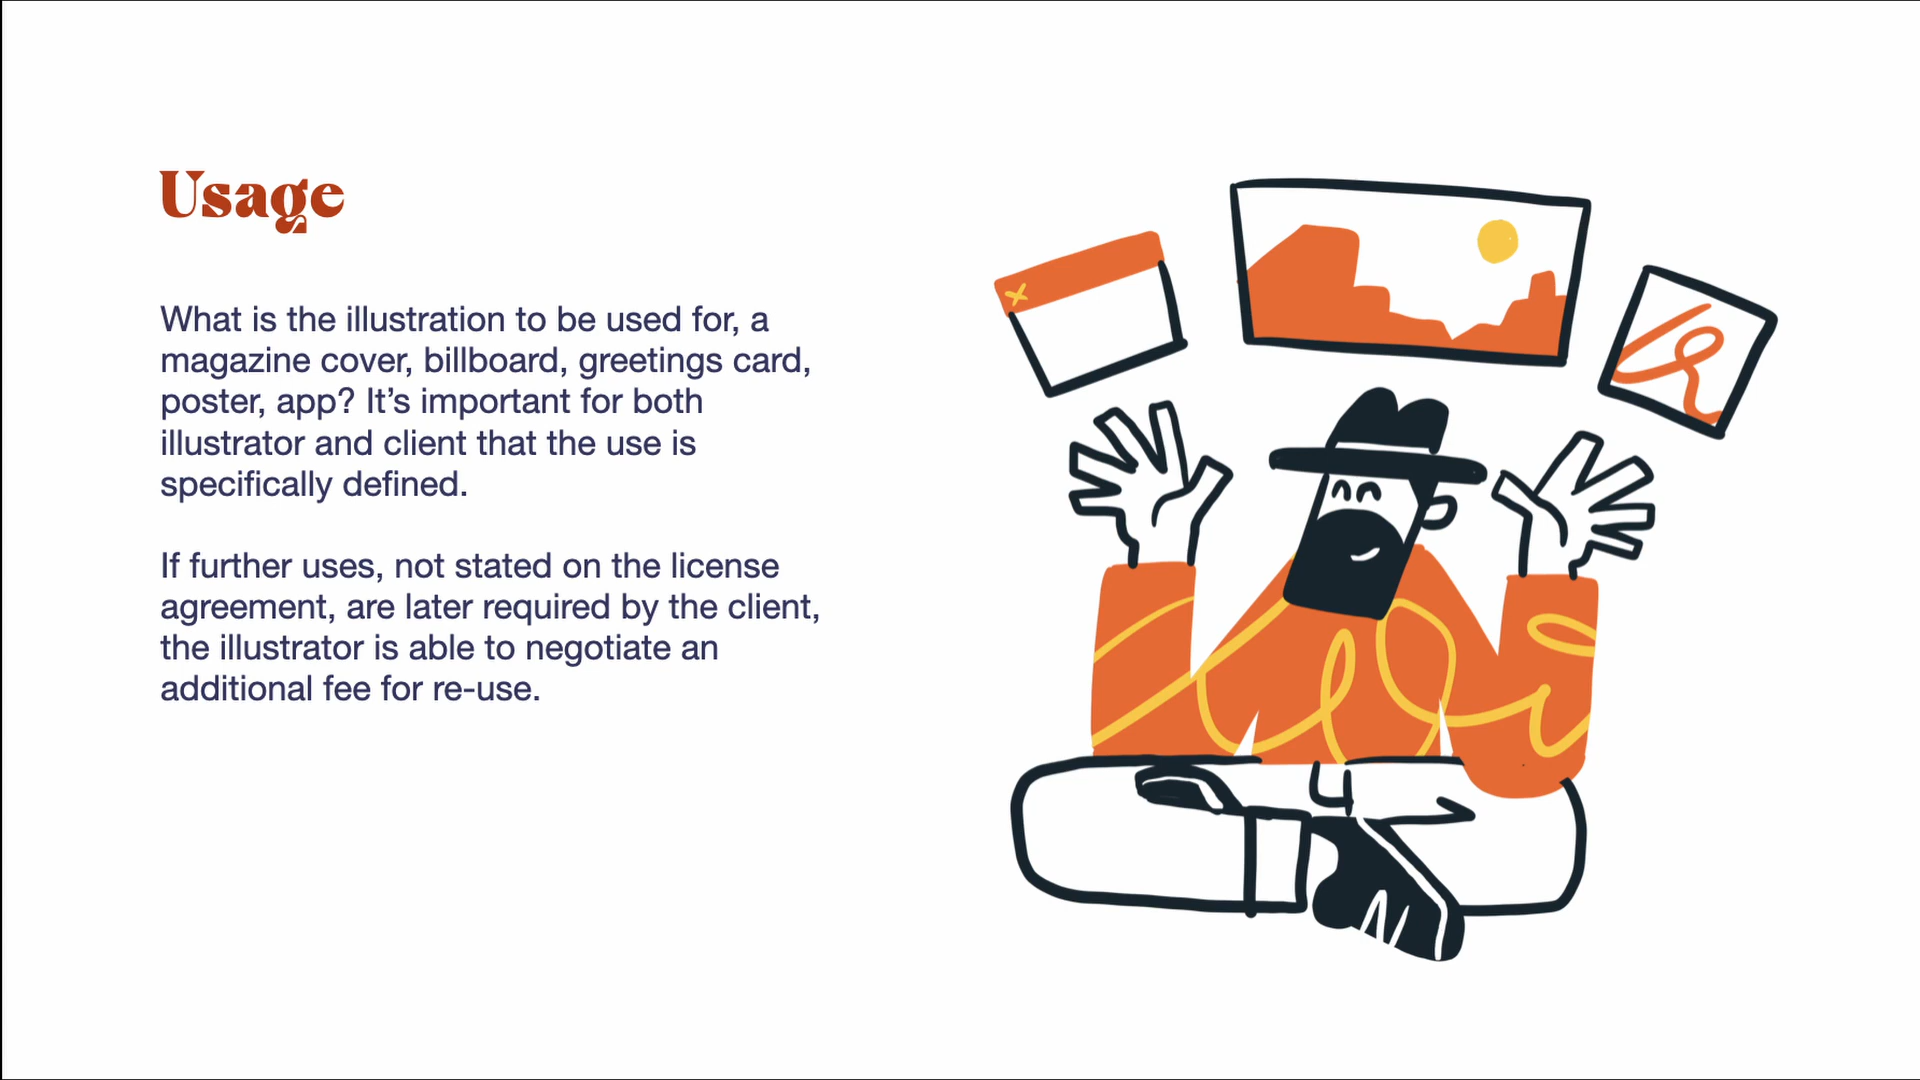 Usage
What is the illustration to be used for, a
magazine cover, billboard, greetings card,
poster, app? It’s important for both
illustrator and client that the use is
specifically defined.
If further uses, not stated on the license
agreement, are later required by the client,
the illustrator is able to negotiate an
additional fee for re-use.